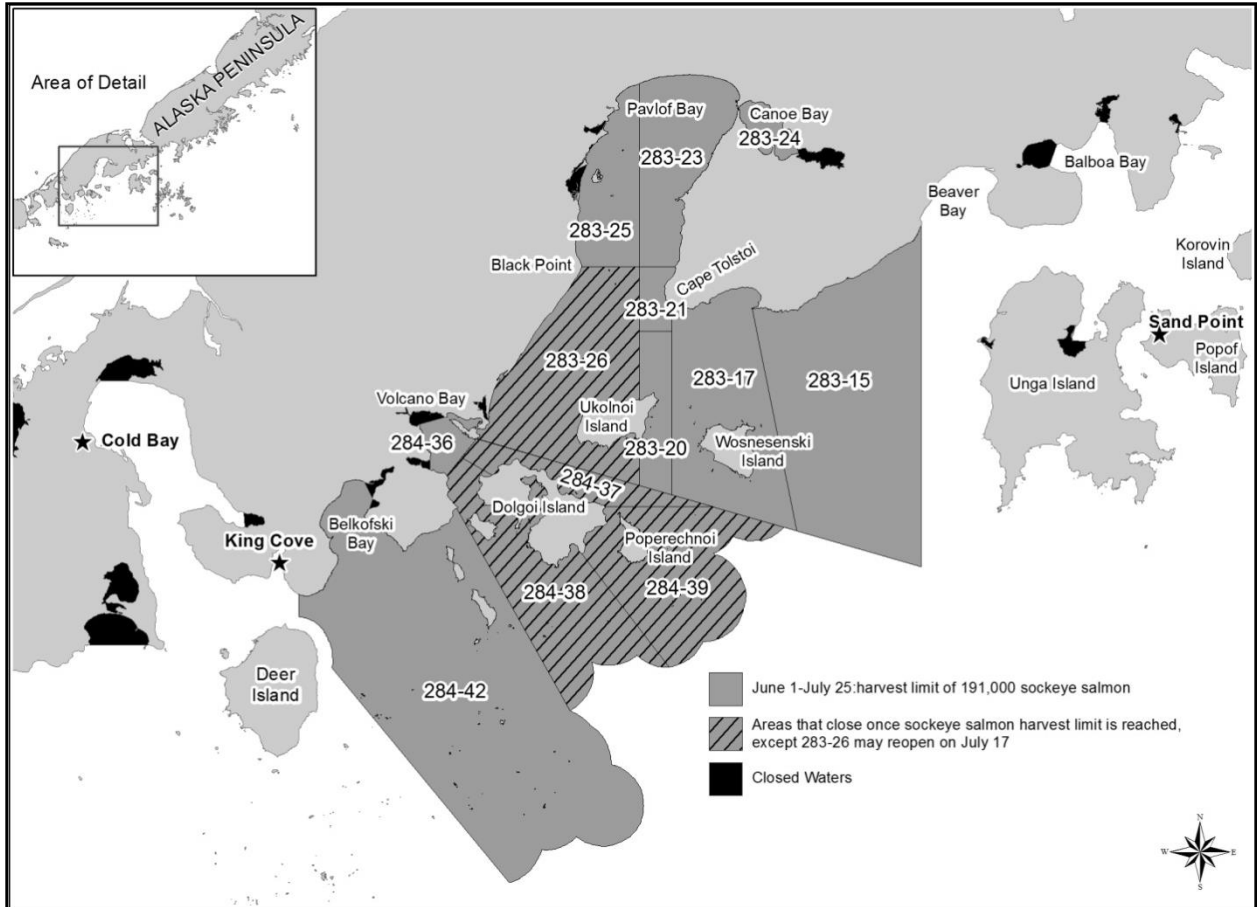 Area of Detail
ALASKA PENINSULA
Pavlof Bay
Canoe Bay
283-24
283-23
Balboa Bay
Beaver
Bay
283-25
Korovin
Island
Black Point
Cape Tolstoi
283-21
Sand Point
Popof
Island
283-26
283-17
283-15
Unga Island
Volcano Bay
Ukolnoi
Island
Cold Bay
284-36
283-20
Wosnesenski
Island
284-37
Dolgoi Island
Belkofski
Bay
King Cove
Poperechnoi
Island
284-38
284-39
Deer
Island
284-42
June 1-July 25:harvest limit of 191,000 sockeye salmon
Areas that close once sockeye salmon harvest limit is reached,
except 283-26 may reopen on July 17
Closed Waters
N
W
E
S